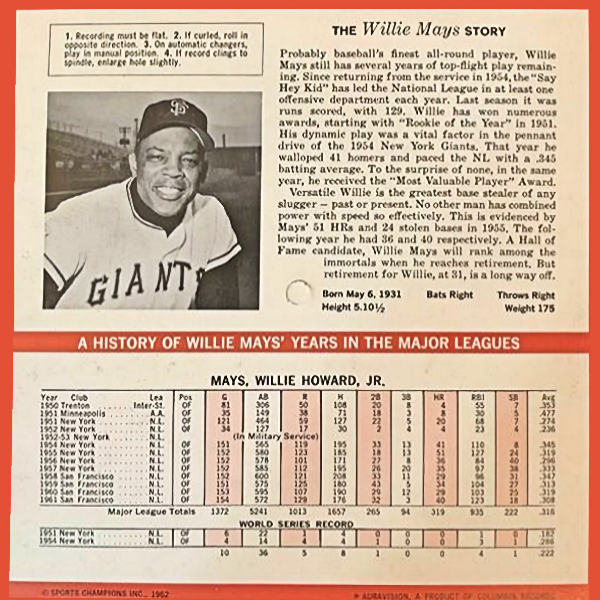 1. Recording must be flat. 2. If curled, roll in
opposite direction. 3. On automatic changers,
play in manual position. 4. If record clings to
spindle, enlarge hole slightly.
THE Willie Mays STORY
Probably baseball's finest all-round player, Willie
Mays still has several years of top-flight play remain-
ing. Since returning from the service in 1954, the "Say
Hey Kid" has led the National League in at least one
offensive department each year. Last season it was
runs scored, with 129. Willie has won numerous
awards, starting with "Rookie of the Year" in 1951.
His dynamic play was a vital factor in the pennant
drive of the 1954 New York Giants. That year he
walloped 41 homers and paced the NL with a .345
batting average. To the surprise of none, in the same
year, he received the "Most Valuable Player" Award.
Versatile Willie is the greatest base stealer of any
slugger – past or present. No other man has combined
power with speed so effectively. This is evidenced by
Mays' 51 HRs and 24 stolen bases in 1955. The fol-
lowing year he had 36 and 40 respectively. A Hall of
Fame candidate, Willie Mays will rank among the
immortals when he reaches retirement. But
retirement for Willie, at 31, is a long way off.
SF
GIANTS
Born May 6, 1931 Bats Right Throws Right
Height 5.10½ Weight 175
A HISTORY OF WILLIE MAYS' YEARS IN THE MAJOR LEAGUES
MAYS, WILLIE HOWARD, JR.
Year Club Lea Pos G AB R H 2B 3B HR RBI SB Avg
1950 Trenton Inter-St. OF 81 306 50 108 20 8 4 55 7 .353
1951 Minneapolis A.A. OF 35 149 38 71 18 3 8 30 5 .477
1951 New York N.L. OF 121 464 59 127 22 5 20 68 7 .274
1952 New York N.L. OF 34 127 17 30 2 4 4 23 4 .236
1952-53 New York N.L. (In Military Service)
1954 New York N.L. OF 151 565 119 195 33 13 41 110 8 .345
1955 New York N.L. OF 152 580 123 185 18 13 51 127 24 .319
1956 New York N.L. OF 152 578 101 171 27 8 36 84 40 .296
1957 New York N.L. OF 152 585 112 195 26 20 35 97 38 .333
1958 San Francisco N.L. OF 152 600 121 208 33 11 29 96 31 .347
1959 San Francisco N.L. OF 151 575 125 180 43 5 34 104 27 .313
1960 San Francisco N.L. OF 153 595 107 190 29 12 29 103 25 .319
1961 San Francisco N.L. OF 154 572 129 176 32 3 40 123 18 .308
Major League Totals 1372 5241 1013 1657 265 94 319 935 222 .316
WORLD SERIES RECORD
1951 New York N.L. OF 6 22 1 4 0 0 0 1 0 .182
1954 New York N.L. OF 4 14 4 4 1 0 0 3 1 .286
10 36 5 8 1 0 0 4 1 .222
© SPORTS CHAMPIONS INC., 1962
AURAVISION, A PRODUCT OF COLUMBIA RECORDS